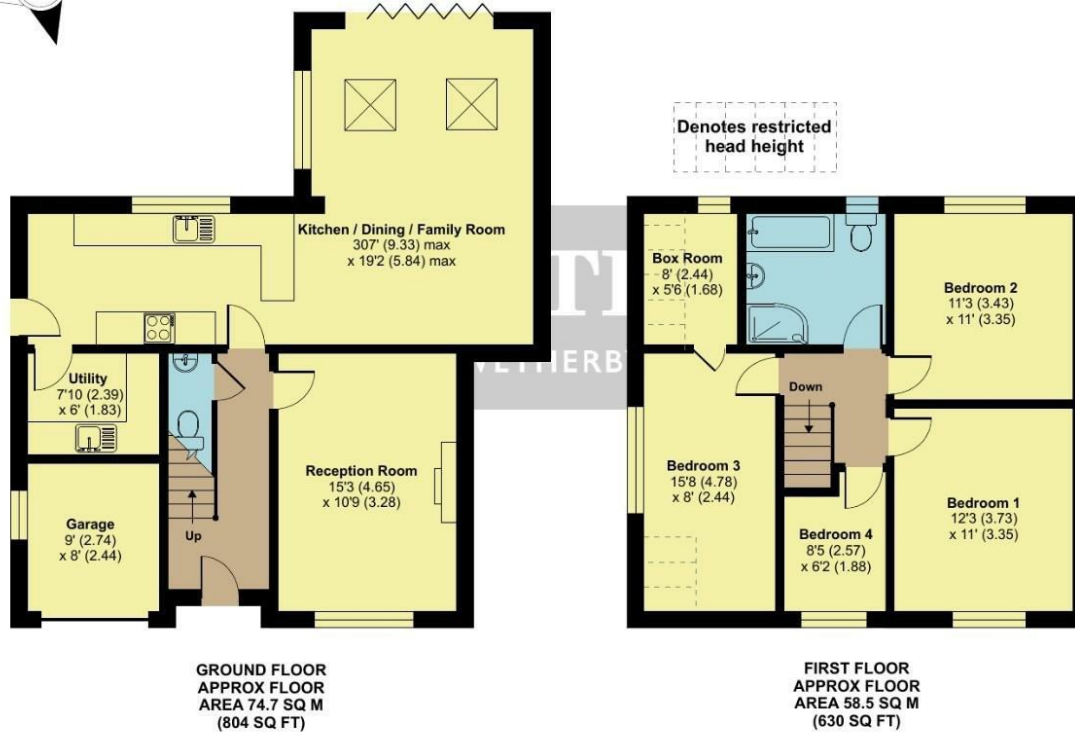 Denotes restricted
head height
Kitchen / Dining / Family Room
307' (9.33) max
x 19'2 (5.84) max
Utility
7'10 (2.39)
x 6' (1.83)
Garage
9' (2.74)
x 8' (2.44)
Up
Reception Room
15'3 (4.65)
x 10'9 (3.28)
GROUND FLOOR
APPROX FLOOR
AREA 74.7 SQ M
(804 SQ FT)
Box Room
8' (2.44)
x 5'6 (1.68)
Bedroom 2
11'3 (3.43)
x 11' (3.35)
Down
Bedroom 3
15'8 (4.78)
x 8' (2.44)
Bedroom 4
8'5 (2.57)
x 6'2 (1.88)
Bedroom 1
12'3 (3.73)
x 11' (3.35)
FIRST FLOOR
APPROX FLOOR
AREA 58.5 SQ M
(630 SQ FT)